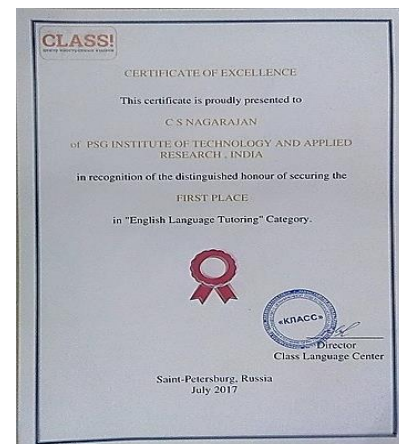 CLASS!
CERTIFICATE OF EXCELLENCE
This certificate is proudly presented to
C S NAGARAJAN
of PSG INSTITUTE OF TECHNOLOGY AND APPLIED
RESEARCH , INDIA
in recognition of the distinguished honour of securing the
FIRST PLACE
in "English Language Tutoring" Category.
«КЛАСС»
Director
Class Language Center
Saint-Petersburg, Russia
July 2017